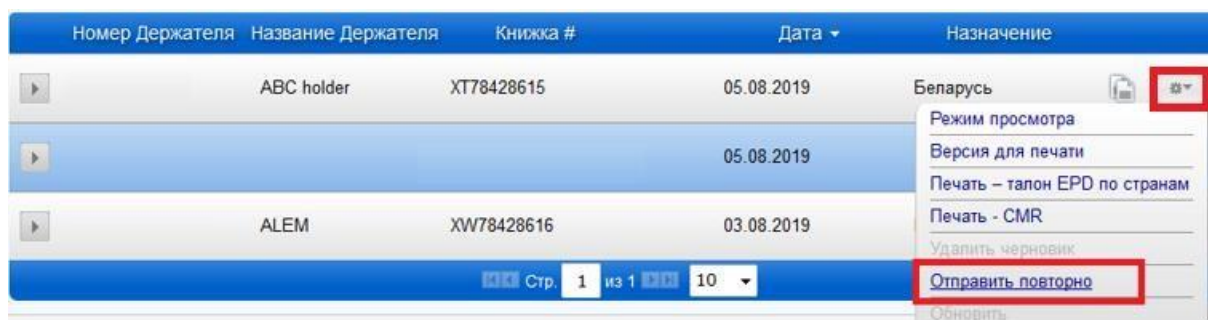 Номер Держателя Название Держателя Книжка # Дата Назначение
ABC holder XT78428615 05.08.2019 Беларусь
Режим просмотра
Версия для печати
05.08.2019
Печать – талон EPD по странам
Печать - CMR
ALEM XW78428616 03.08.2019
Удалить черновик
Стр. 1 из 1 10
Отправить повторно
Обновить